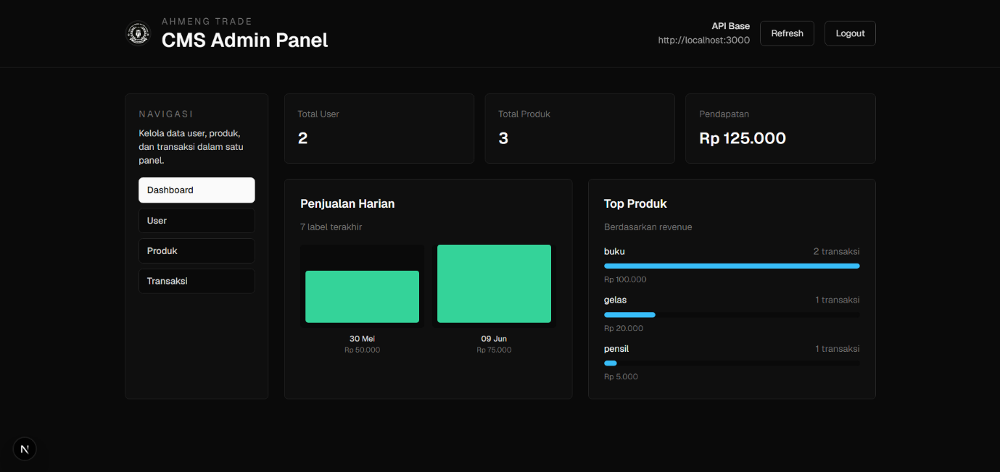 AHMENG TRADE
CMS Admin Panel
API Base
http://localhost:3000
Refresh
Logout
NAVIGASI
Kelola data user, produk,
dan transaksi dalam satu
panel.
Dashboard
User
Produk
Transaksi
Total User
2
Total Produk
3
Pendapatan
Rp 125.000
Penjualan Harian
7 label terakhir
30 Mei
Rp 50.000
09 Jun
Rp 75.000
Top Produk
Berdasarkan revenue
buku 2 transaksi
Rp 100.000
gelas 1 transaksi
Rp 20.000
pensil 1 transaksi
Rp 5.000
N